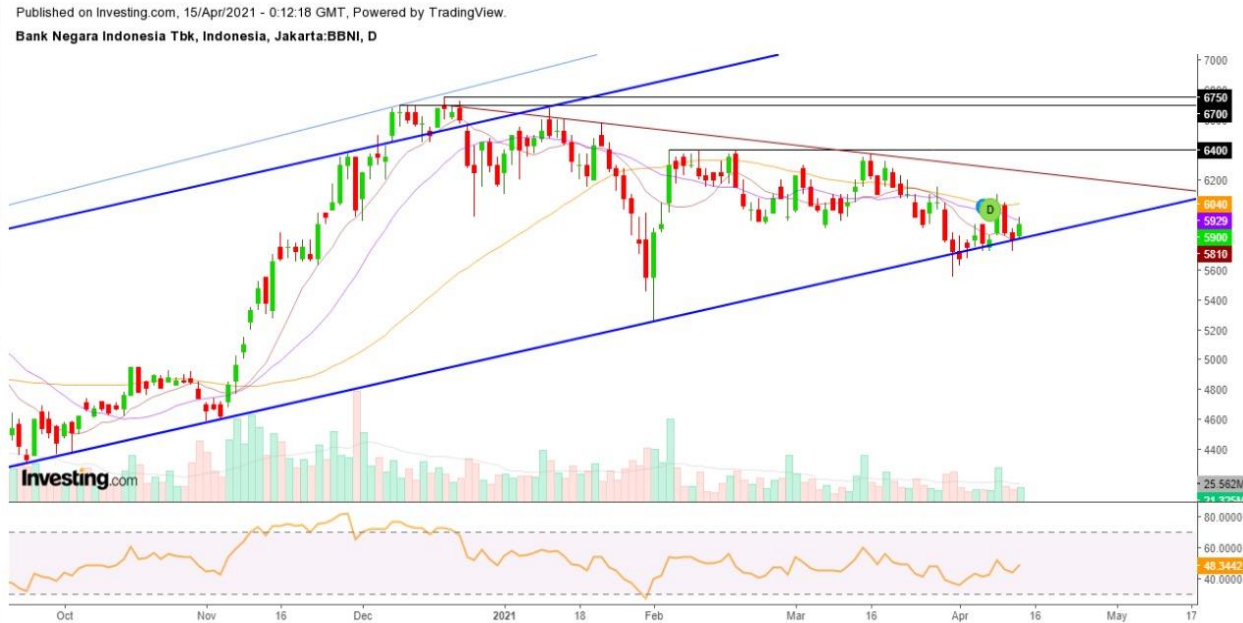 Published on Investing.com, 15/Apr/2021 - 0:12:18 GMT, Powered by TradingView.
Bank Negara Indonesia Tbk, Indonesia, Jakarta:BBNI, D
7000
6750
6700
6400
6200
6040
5929
5900
5810
5600
5400
5200
5000
4800
4600
4400
D
Investing.com
25.562M
21.325M
80.0000
60.0000
48.3442
40.0000
Oct
Nov
16
Dec
2021
18
Feb
Mar
16
Apr
16
May
17